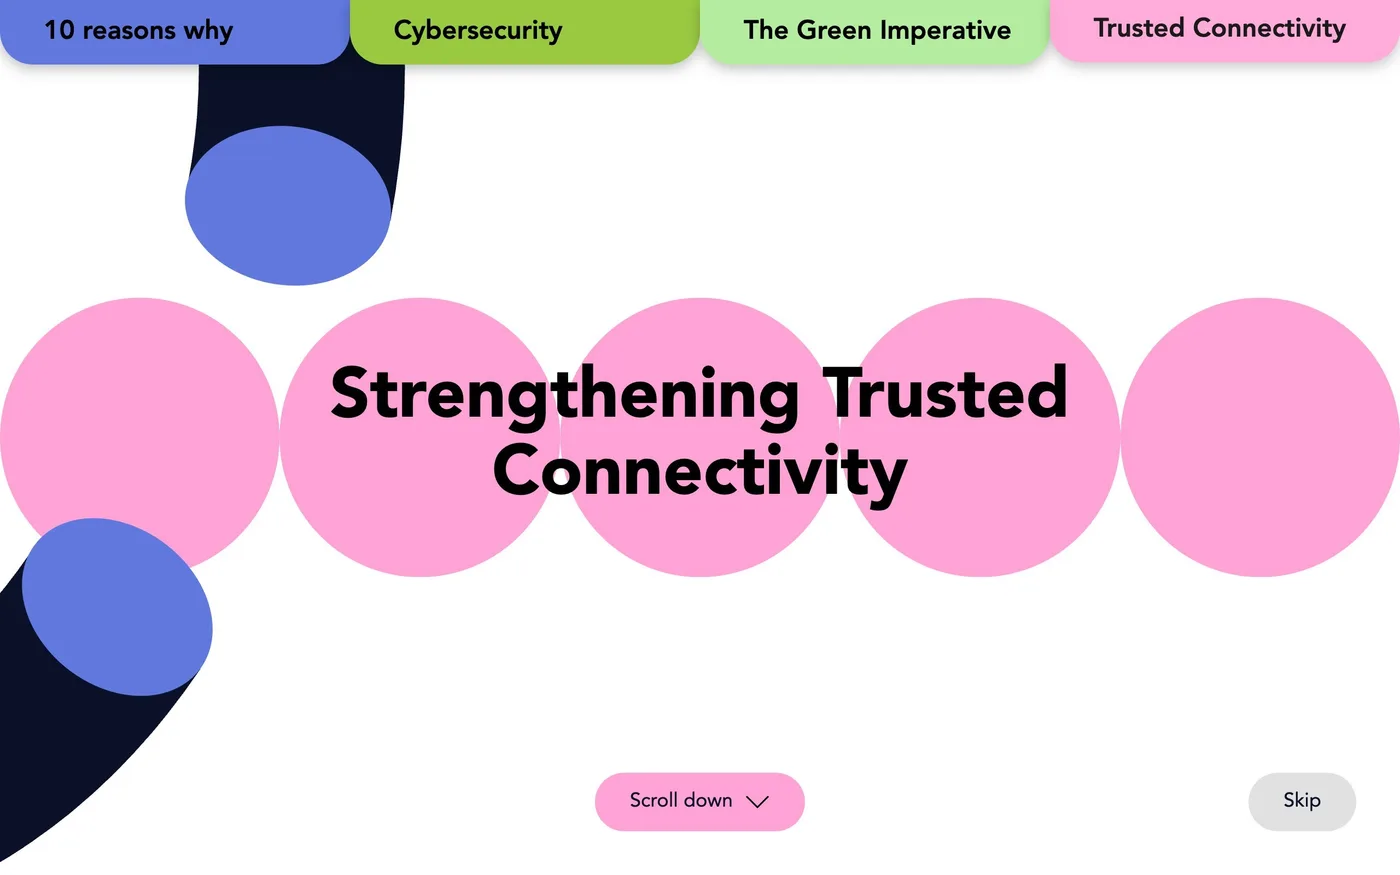 10 reasons why
Cybersecurity
The Green Imperative
Trusted Connectivity
Strengthening Trusted
Connectivity
Scroll down
Skip